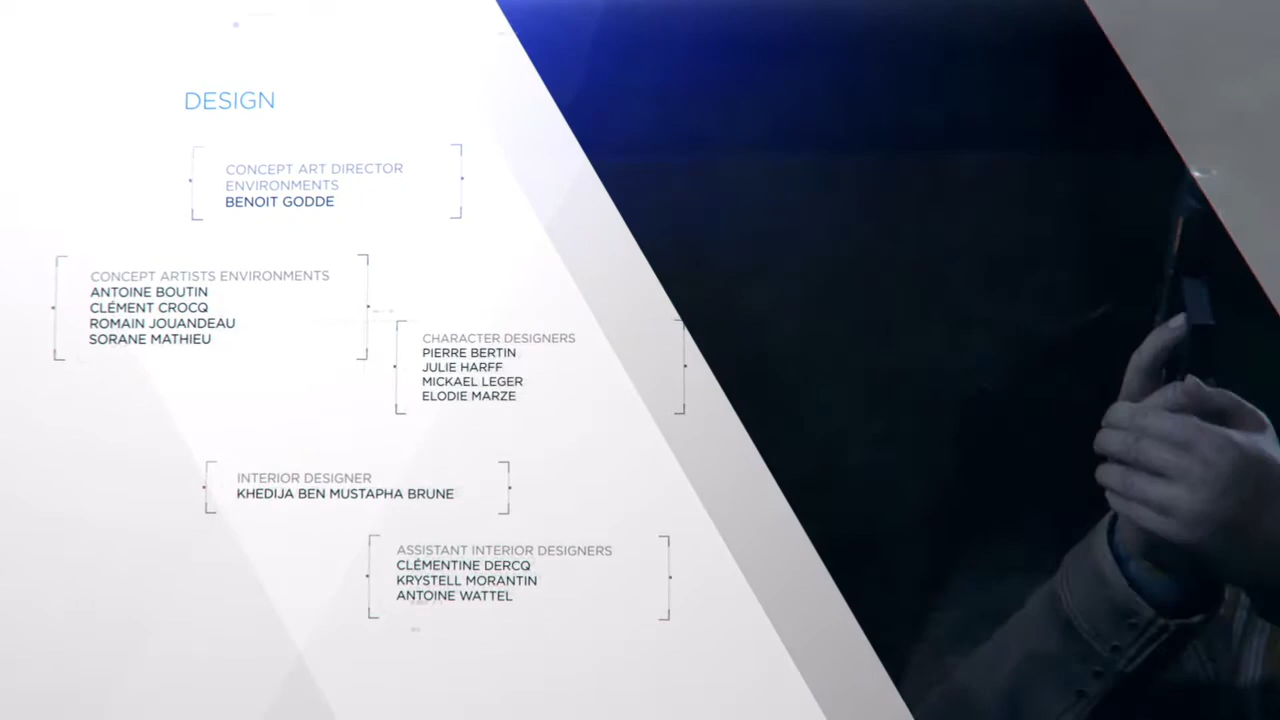 DESIGN
CONCEPT ART DIRECTOR
ENVIRONMENTS
BENOIT GODDE
CONCEPT ARTISTS ENVIRONMENTS
ANTOINE BOUTIN
CLÉMENT CROCQ
ROMAIN JOUANDEAU
SORANE MATHIEU
CHARACTER DESIGNERS
PIERRE BERTIN
JULIE HARFF
MICKAEL LEGER
ELODIE MARZE
INTERIOR DESIGNER
KHEDIJA BEN MUSTAPHA BRUNE
ASSISTANT INTERIOR DESIGNERS
CLÉMENTINE DERCQ
KRYSTELL MORANTIN
ANTOINE WATTEL